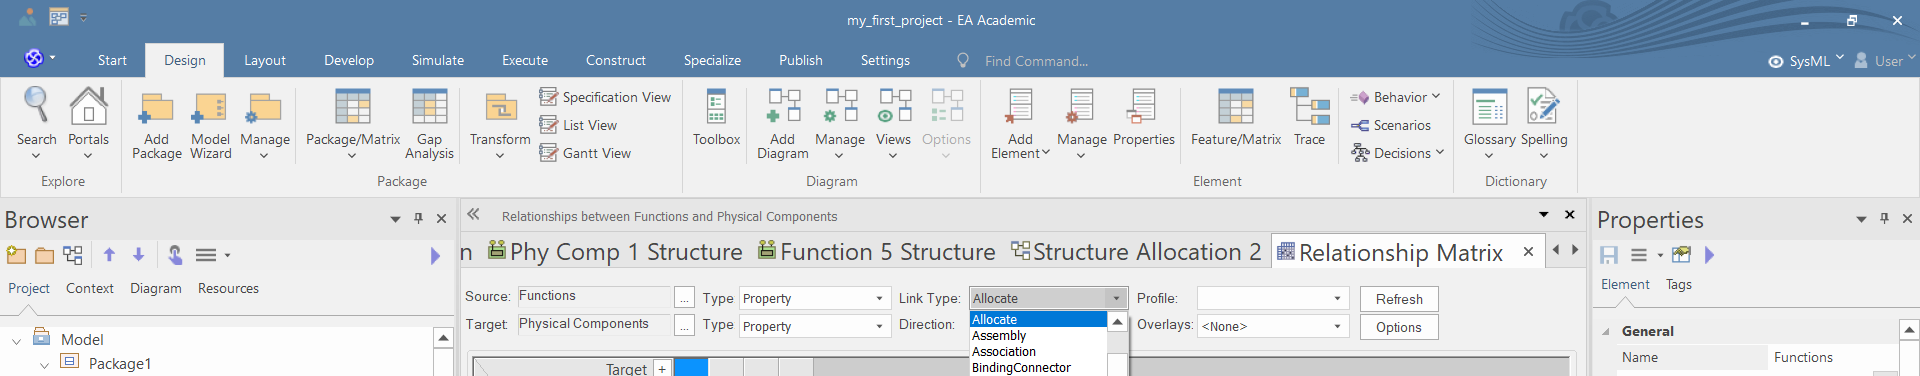 my_first_project - EA Academic
Start Design Layout Develop Simulate Execute Construct Specialize Publish Settings Find Command... SysML User
Search Portals Add Package Model Wizard Manage Package/Matrix Gap Analysis Transform Specification View List View Gantt View Toolbox Add Diagram Manage Views Options Add Element Manage Properties Feature/Matrix Trace Behavior Scenarios Decisions Glossary Spelling
Explore Package Diagram Element Dictionary
Browser
Project Context Diagram Resources
Model
Package1
Relationships between Functions and Physical Components
n Phy Comp 1 Structure Function 5 Structure Structure Allocation 2 Relationship Matrix
Source: Functions ... Type Property Link Type: Allocate Profile: Refresh
Target: Physical Components ... Type Property Direction: Overlays: <None> Options
Allocate
Assembly
Association
BindingConnector
Target +
Properties
Element Tags
General
Name Functions